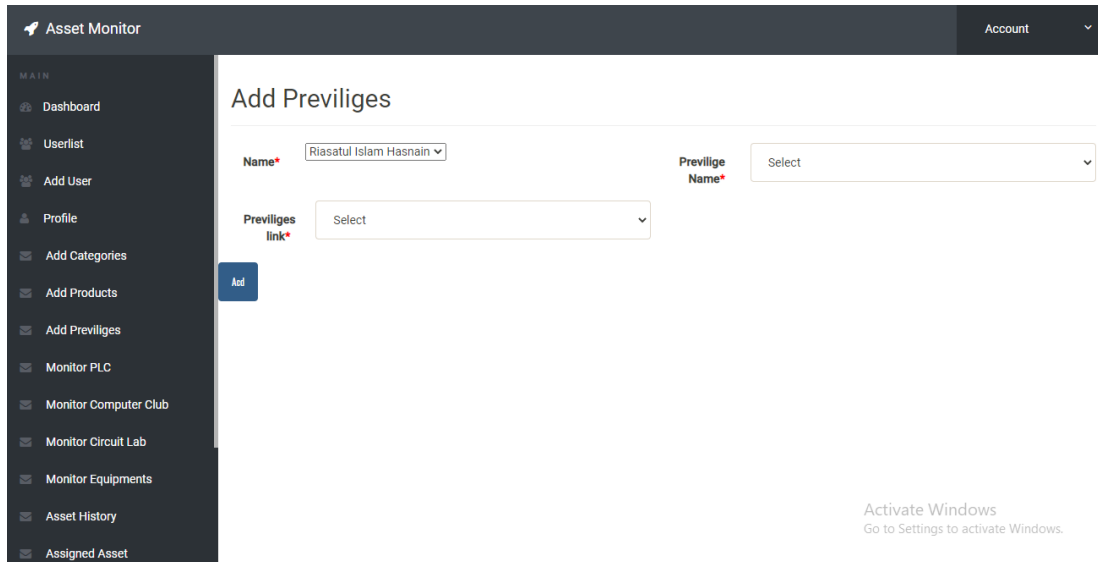 Asset Monitor
Account
MAIN
Dashboard
Userlist
Add User
Profile
Add Categories
Add Products
Add Previliges
Monitor PLC
Monitor Computer Club
Monitor Circuit Lab
Monitor Equipments
Asset History
Assigned Asset
Add Previliges
Name*
Riasatul Islam Hasnain
Previlige
Name*
Select
Previliges
link*
Select
Add
Activate Windows
Go to Settings to activate Windows.